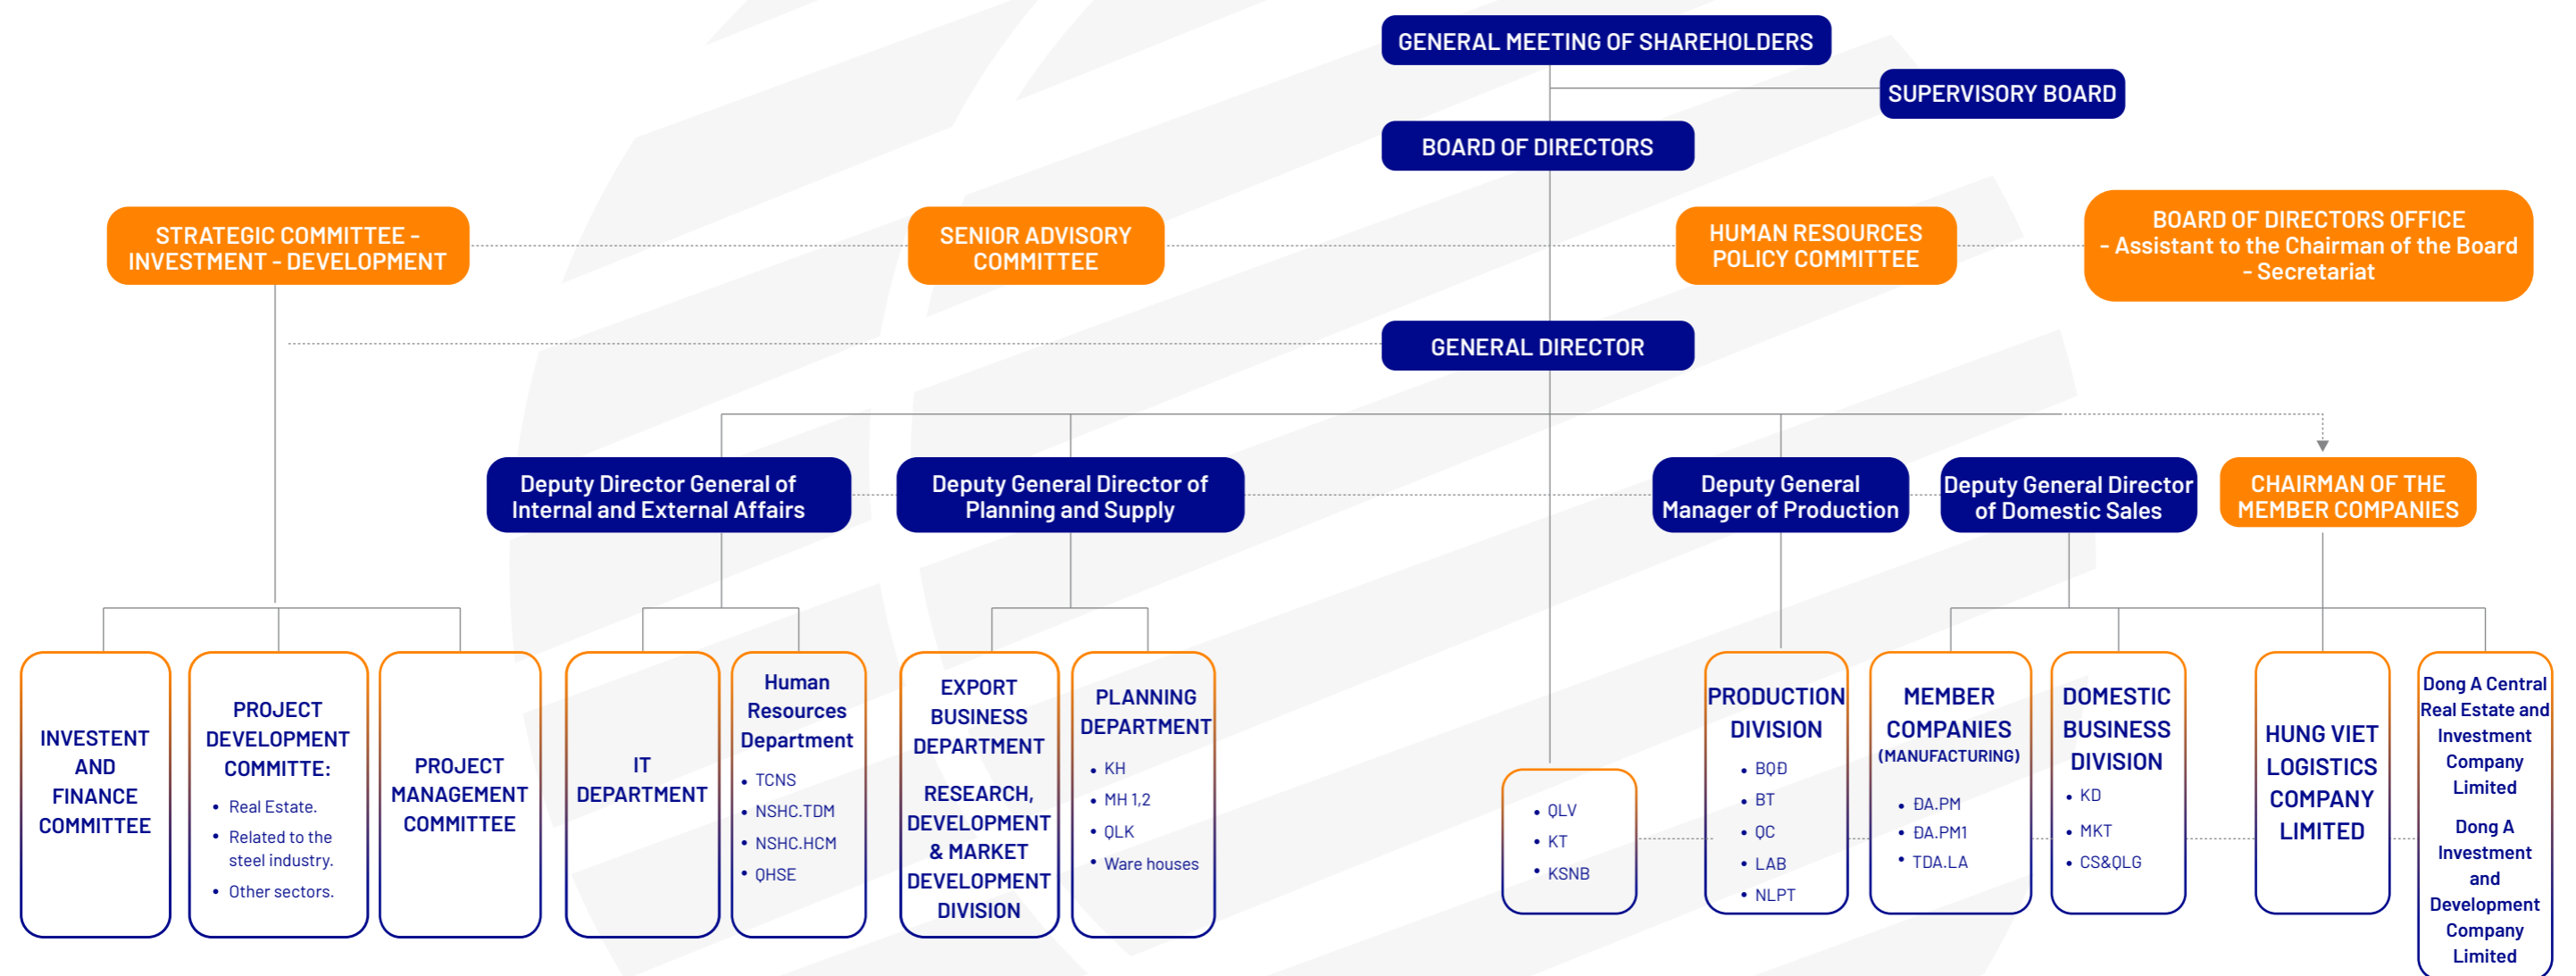 GENERAL MEETING OF SHAREHOLDERS
SUPERVISORY BOARD
BOARD OF DIRECTORS
STRATEGIC COMMITTEE -
INVESTMENT - DEVELOPMENT
SENIOR ADVISORY
COMMITTEE
HUMAN RESOURCES
POLICY COMMITTEE
BOARD OF DIRECTORS OFFICE
- Assistant to the Chairman of the Board
- Secretariat
GENERAL DIRECTOR
Deputy Director General of
Internal and External Affairs
Deputy General Director of
Planning and Supply
Deputy General
Manager of Production
Deputy General Director
of Domestic Sales
CHAIRMAN OF THE
MEMBER COMPANIES
INVESTENT
AND
FINANCE
COMMITTEE
PROJECT
DEVELOPMENT
COMMITTE:
• Real Estate.
• Related to the
steel industry.
• Other sectors.
PROJECT
MANAGEMENT
COMMITTEE
IT
DEPARTMENT
Human
Resources
Department
• TCNS
• NSHC.TDM
• NSHC.HCM
• QHSE
EXPORT
BUSINESS
DEPARTMENT
RESEARCH,
DEVELOPMENT
& MARKET
DEVELOPMENT
DIVISION
PLANNING
DEPARTMENT
• KH
• MH 1,2
• QLK
• Ware houses
• QLV
• KT
• KSNB
PRODUCTION
DIVISION
• BQĐ
• BT
• QC
• LAB
• NLPT
MEMBER
COMPANIES
(MANUFACTURING)
• ĐA.PM
• ĐA.PM1
• TDA.LA
DOMESTIC
BUSINESS
DIVISION
• KD
• MKT
• CS&QLG
HUNG VIET
LOGISTICS
COMPANY
LIMITED
Dong A Central
Real Estate and
Investment
Company
Limited
Dong A
Investment
and
Development
Company
Limited